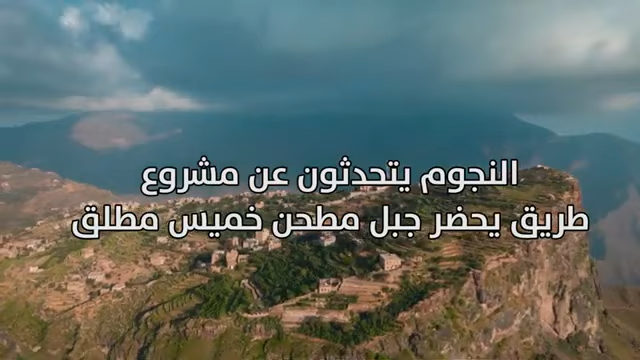 النجوم يتحدثون عن مشروع
طريق يحضر جبل مطحن خميس مطلق